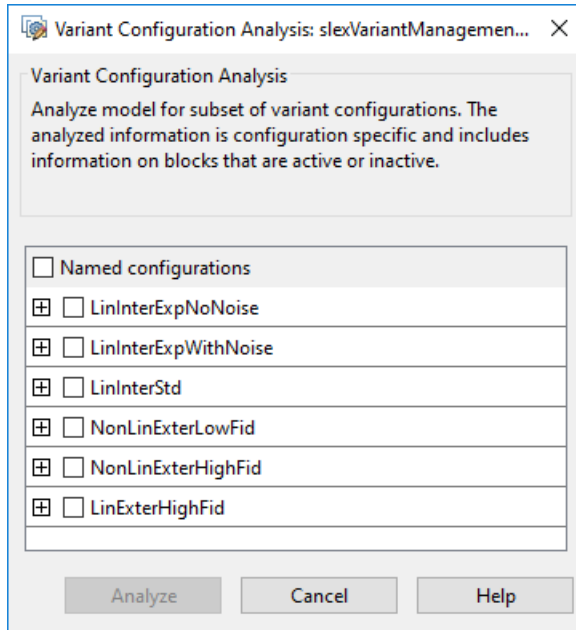 Variant Configuration Analysis: slexVariantManagemen...
Variant Configuration Analysis
Analyze model for subset of variant configurations. The
analyzed information is configuration specific and includes
information on blocks that are active or inactive.
Named configurations
LinInterExpNoNoise
LinInterExpWithNoise
LinInterStd
NonLinExterLowFid
NonLinExterHighFid
LinExterHighFid
Analyze Cancel Help